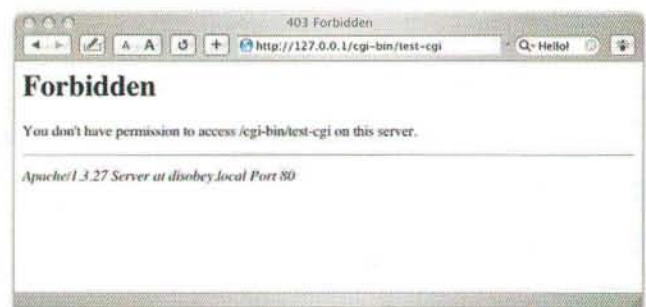 403 Forbidden
A A http://127.0.0.1/cgi-bin/test-cgi Hello!
Forbidden
You don't have permission to access /cgi-bin/test-cgi on this server.
Apache/1.3.27 Server at disobey.local Port 80